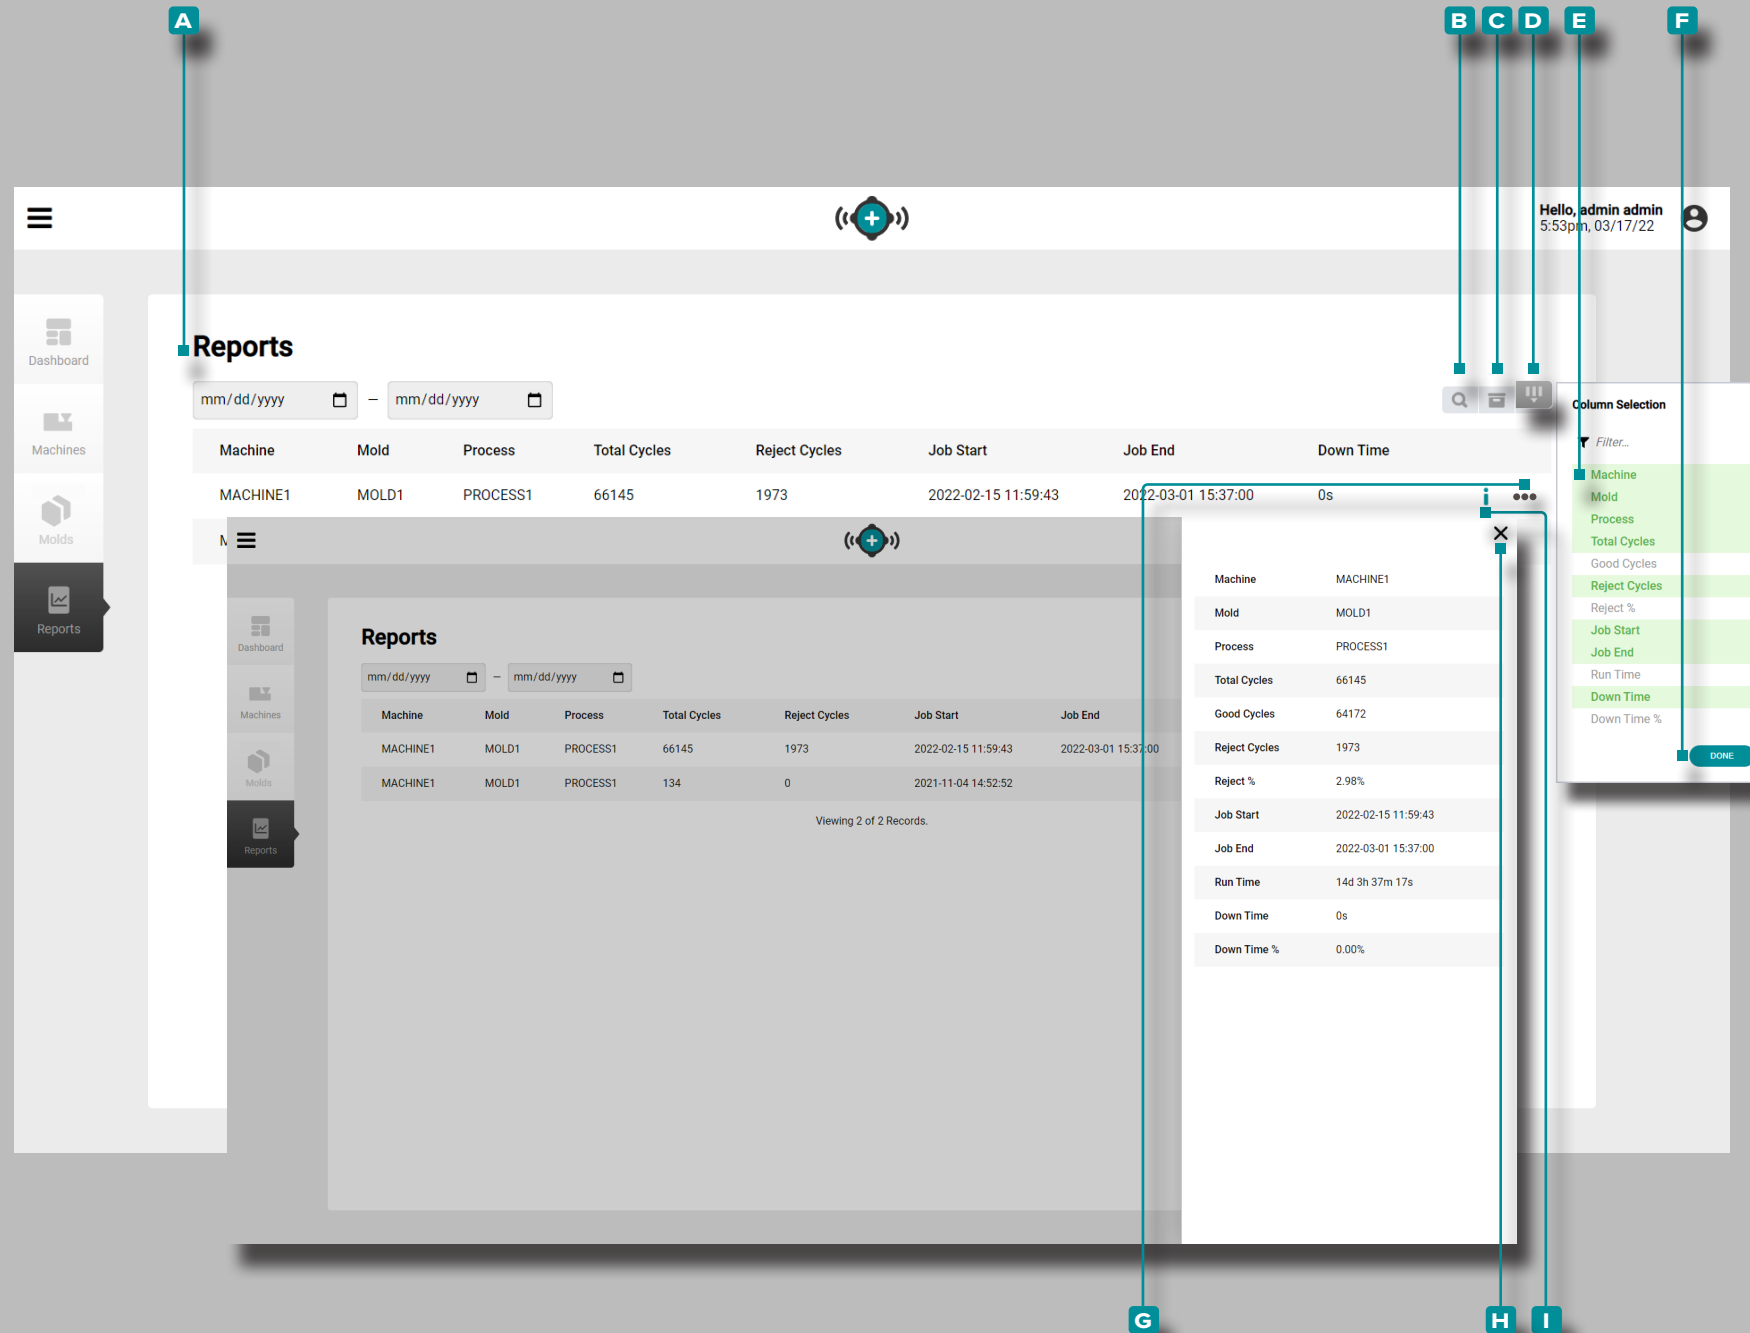 A B C D E F
Hello, admin admin
5:53pm, 03/17/22
Dashboard
Machines
Molds
Reports
Reports
mm/dd/yyyy – mm/dd/yyyy
Machine Mold Process Total Cycles Reject Cycles Job Start Job End Down Time
MACHINE1 MOLD1 PROCESS1 66145 1973 2022-02-15 11:59:43 2022-03-01 15:37:00 0s
Column Selection
Filter...
Machine
Mold
Process
Total Cycles
Good Cycles
Reject Cycles
Reject %
Job Start
Job End
Run Time
Down Time
Down Time %
DONE
Dashboard
Machines
Molds
Reports
Reports
mm/dd/yyyy – mm/dd/yyyy
Machine Mold Process Total Cycles Reject Cycles Job Start Job End
MACHINE1 MOLD1 PROCESS1 66145 1973 2022-02-15 11:59:43 2022-03-01 15:37:00
MACHINE1 MOLD1 PROCESS1 134 0 2021-11-04 14:52:52
Viewing 2 of 2 Records.
Machine MACHINE1
Mold MOLD1
Process PROCESS1
Total Cycles 66145
Good Cycles 64172
Reject Cycles 1973
Reject % 2.98%
Job Start 2022-02-15 11:59:43
Job End 2022-03-01 15:37:00
Run Time 14d 3h 37m 17s
Down Time 0s
Down Time % 0.00%
G H I